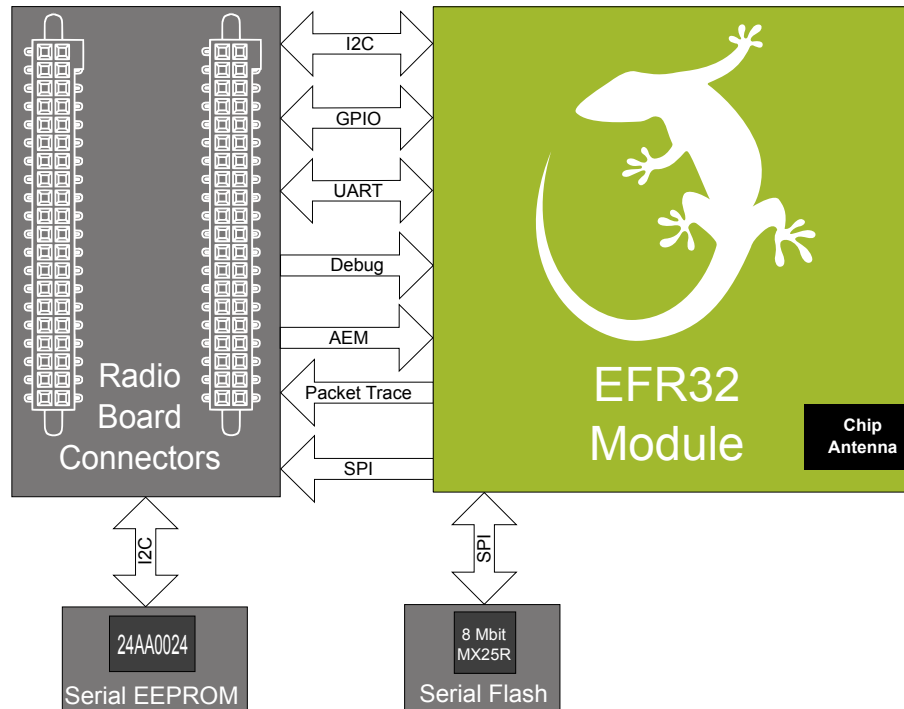 I2C
GPIO
UART
Debug
AEM
Packet Trace
SPI
Radio
Board
Connectors
EFR32
Module
Chip
Antenna
I2C
SPI
24AA0024
Serial EEPROM
8 Mbit
MX25R
Serial Flash